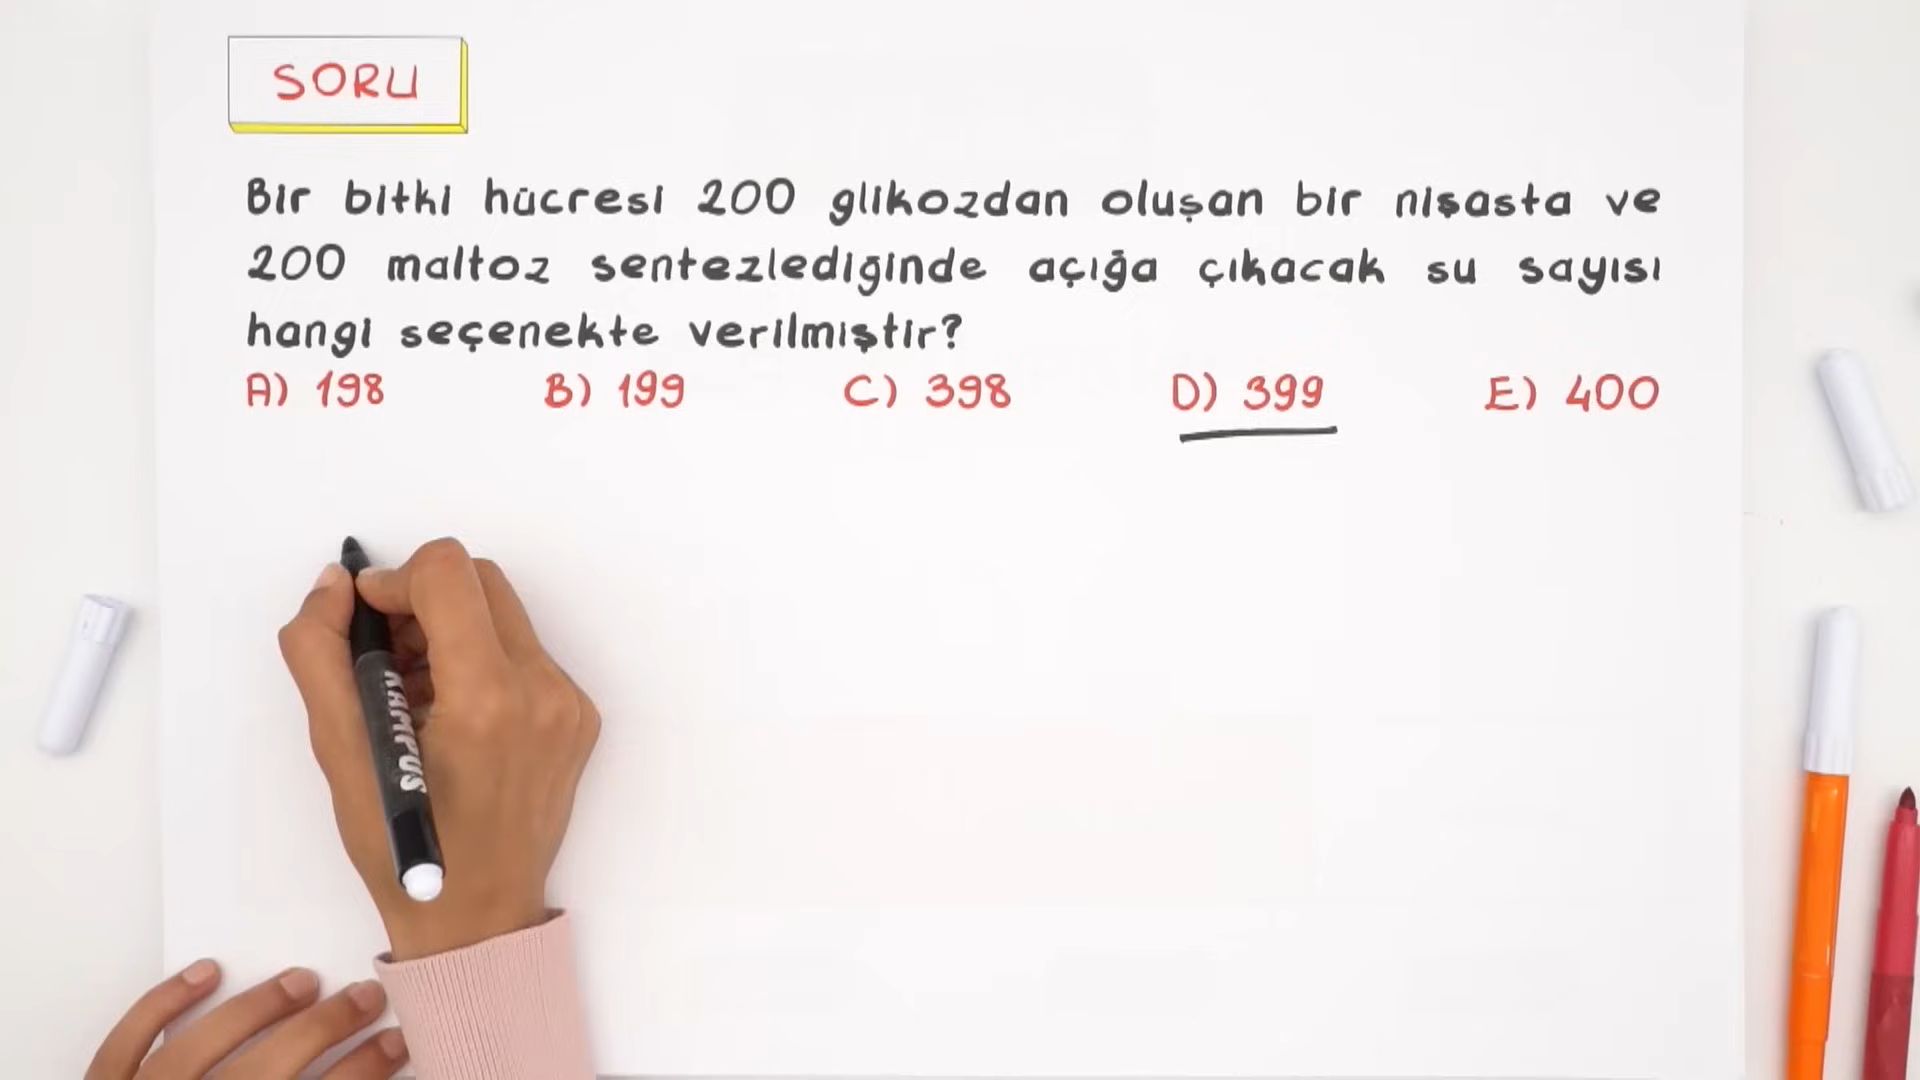 SORU
Bir bitki hücresi 200 glikozdan oluşan bir nişasta ve
200 maltoz sentezlediğinde açığa çıkacak su sayısı
hangi seçenekte verilmiştir?
A) 198 B) 199 C) 398 D) 399 E) 400
KAMPÜS